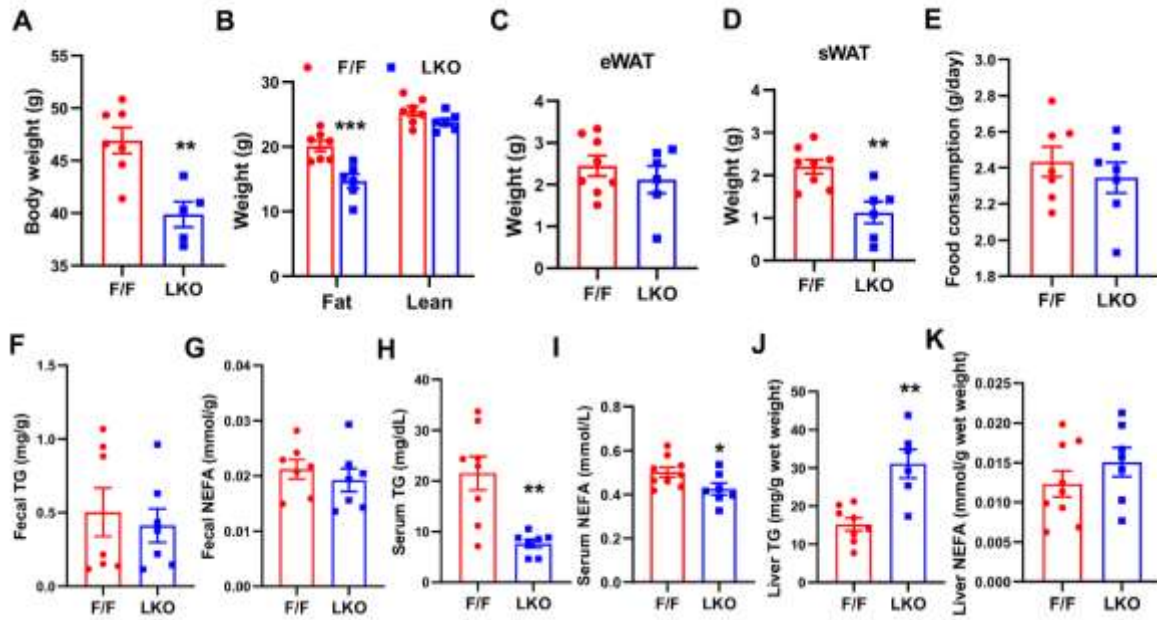 A
B
C
D
E
F/F LKO
eWAT
sWAT
Body weight (g)
55
50
45
40
35
F/F LKO
**
Weight (g)
30
20
10
0
***
Fat Lean
Weight (g)
4
3
2
1
0
F/F LKO
Weight (g)
4
3
2
1
0
**
F/F LKO
Food consumption (g/day)
3.0
2.8
2.6
2.4
2.2
2.0
1.8
F/F LKO
F
G
H
I
J
K
Fecal TG (mg/g)
1.5
1.0
0.5
0.0
F/F LKO
Fecal NEFA (mmol/g)
0.04
0.03
0.02
0.01
0.00
F/F LKO
Serum TG (mg/dL)
40
30
20
10
0
**
F/F LKO
Serum NEFA (mmol/L)
0.8
0.6
0.4
0.2
0.0
*
F/F LKO
Liver TG (mg/g wet weight)
50
40
30
20
10
0
**
F/F LKO
Liver NEFA (mmol/g wet weight)
0.025
0.020
0.015
0.010
0.005
0.000
F/F LKO